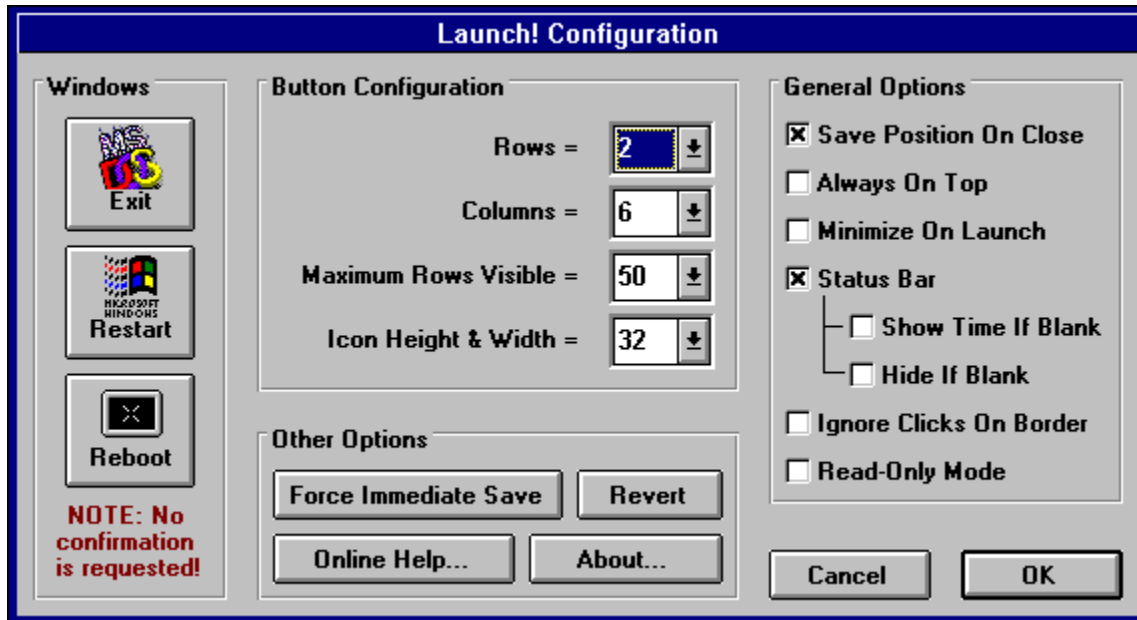 Launch! Configuration
Windows
MS
DOS
Exit
MICROSOFT
WINDOWS
Restart
Reboot
NOTE: No
confirmation
is requested!
Button Configuration
Rows = 2
Columns = 6
Maximum Rows Visible = 50
Icon Height & Width = 32
Other Options
Force Immediate Save Revert
Online Help... About...
General Options
Save Position On Close
Always On Top
Minimize On Launch
Status Bar
Show Time If Blank
Hide If Blank
Ignore Clicks On Border
Read-Only Mode
Cancel OK